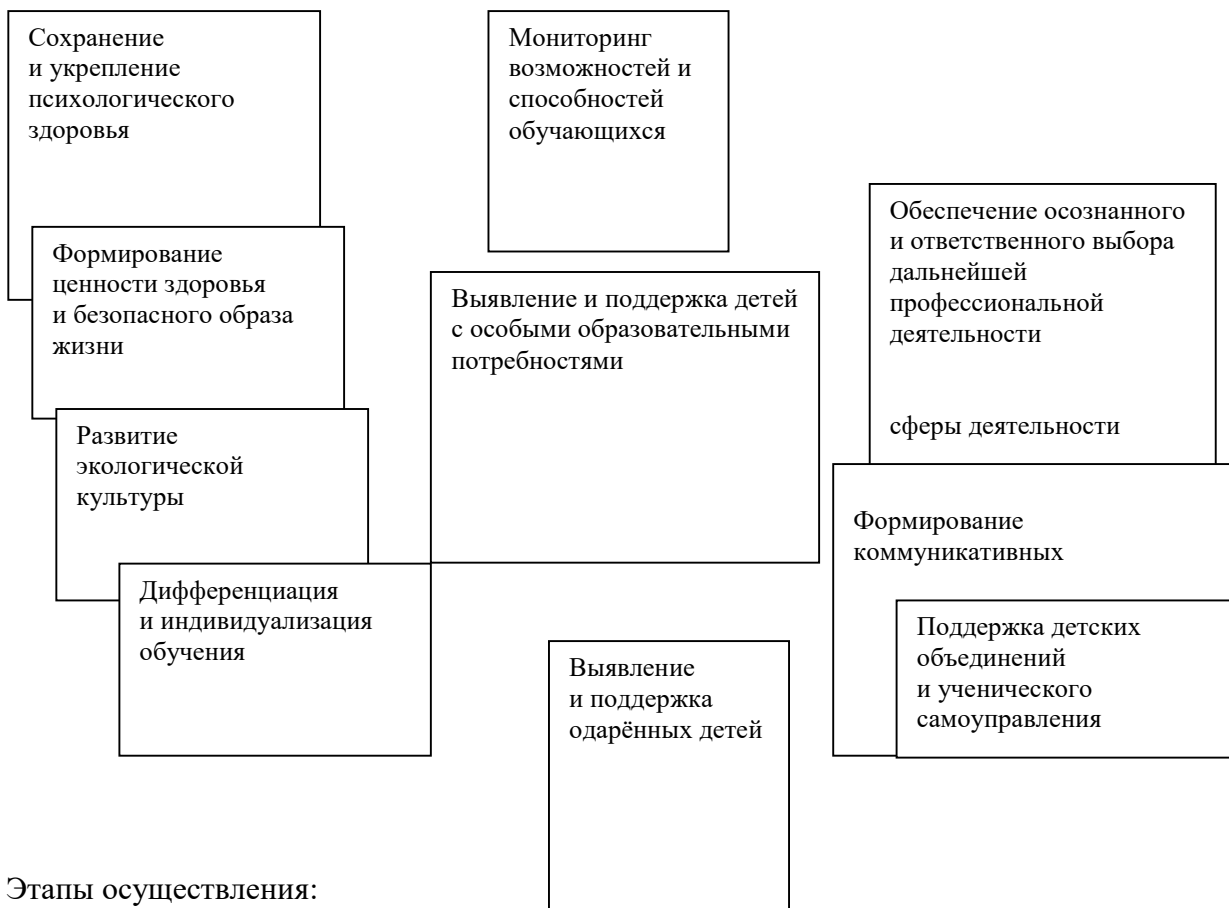 Сохранение
и укрепление
психологического
здоровья
Мониторинг
возможностей и
способностей
обучающихся
Обеспечение осознанного
и ответственного выбора
дальнейшей
профессиональной
деятельности
сферы деятельности
Формирование
ценности здоровья
и безопасного образа
жизни
Выявление и поддержка детей
с особыми образовательными
потребностями
Развитие
экологической
культуры
Формирование
коммуникативных
Дифференциация
и индивидуализация
обучения
Выявление
и поддержка
одарённых детей
Поддержка детских
объединений
и ученического
самоуправления
Этапы осуществления: